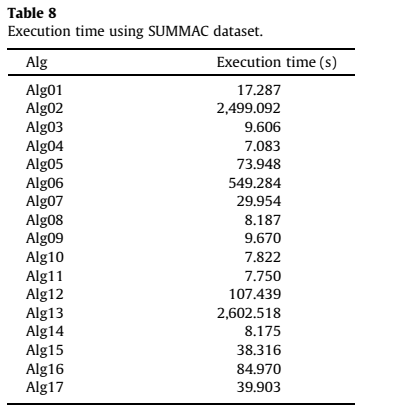 Table 8
Execution time using SUMMAC dataset.
Alg Execution time (s)
Alg01 17.287
Alg02 2,499.092
Alg03 9.606
Alg04 7.083
Alg05 73.948
Alg06 549.284
Alg07 29.954
Alg08 8.187
Alg09 9.670
Alg10 7.822
Alg11 7.750
Alg12 107.439
Alg13 2,602.518
Alg14 8.175
Alg15 38.316
Alg16 84.970
Alg17 39.903